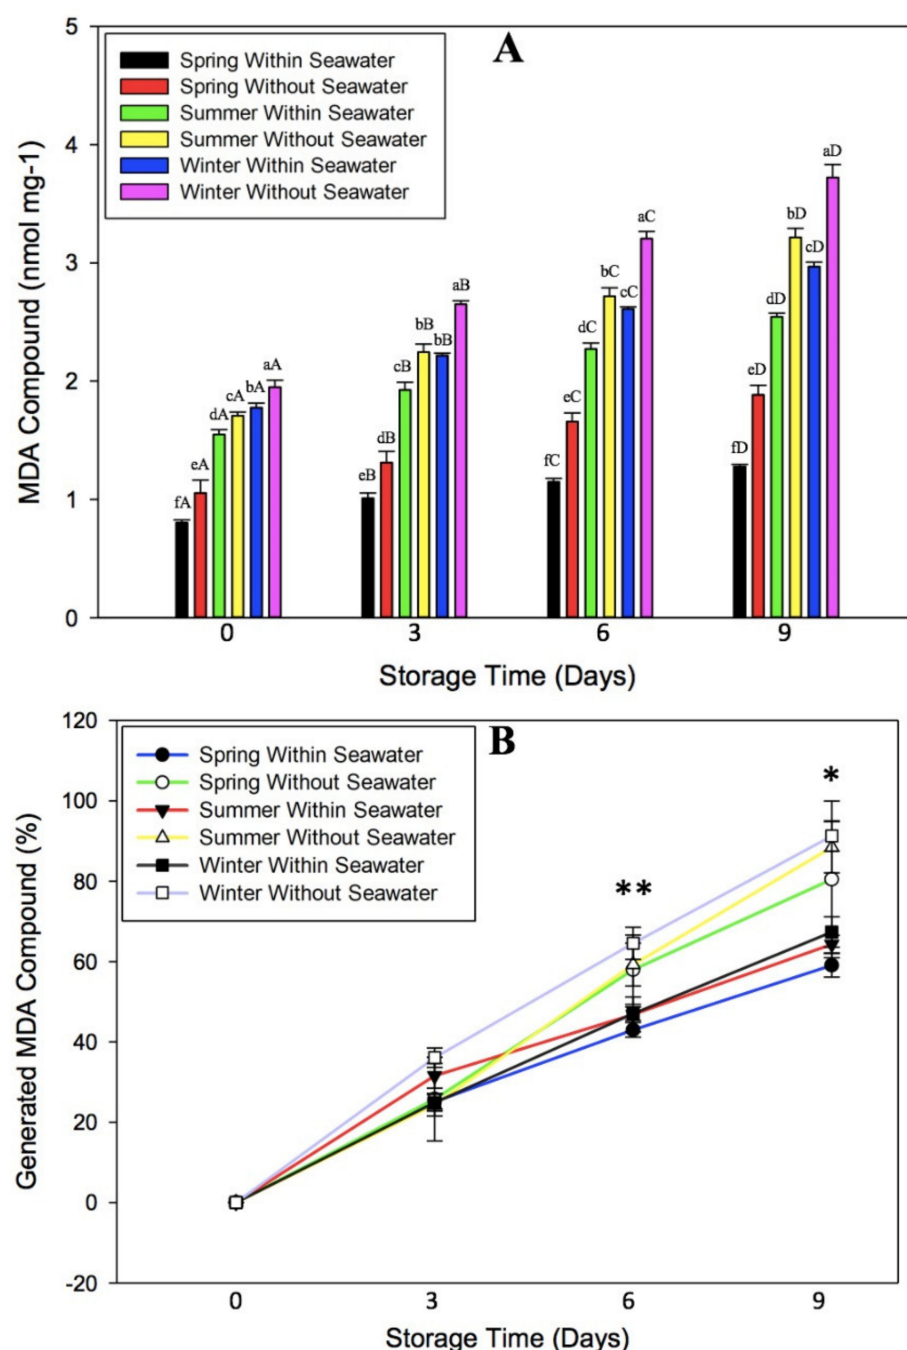 5
A
Spring Within Seawater
Spring Without Seawater
Summer Within Seawater
Summer Without Seawater
Winter Within Seawater
Winter Without Seawater
4
3
2
1
0
MDA Compound (nmol mg-1)
fA eA dA cA bA aA
eB dB cB bB bB aB
fC eC dC bC cC aC
fD eD dD bD cD aD
0 3 6 9
Storage Time (Days)
120
B
Spring Within Seawater
Spring Without Seawater
Summer Within Seawater
Summer Without Seawater
Winter Within Seawater
Winter Without Seawater
100
80
60
40
20
0
-20
Generated MDA Compound (%)
**
*
0 3 6 9
Storage Time (Days)